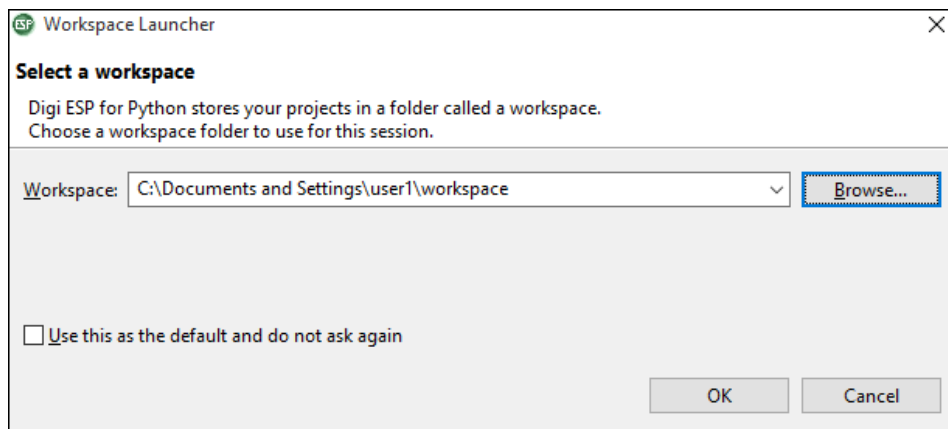 ESP Workspace Launcher
Select a workspace
Digi ESP for Python stores your projects in a folder called a workspace.
Choose a workspace folder to use for this session.
Workspace: C:\Documents and Settings\user1\workspace Browse...
Use this as the default and do not ask again
OK Cancel